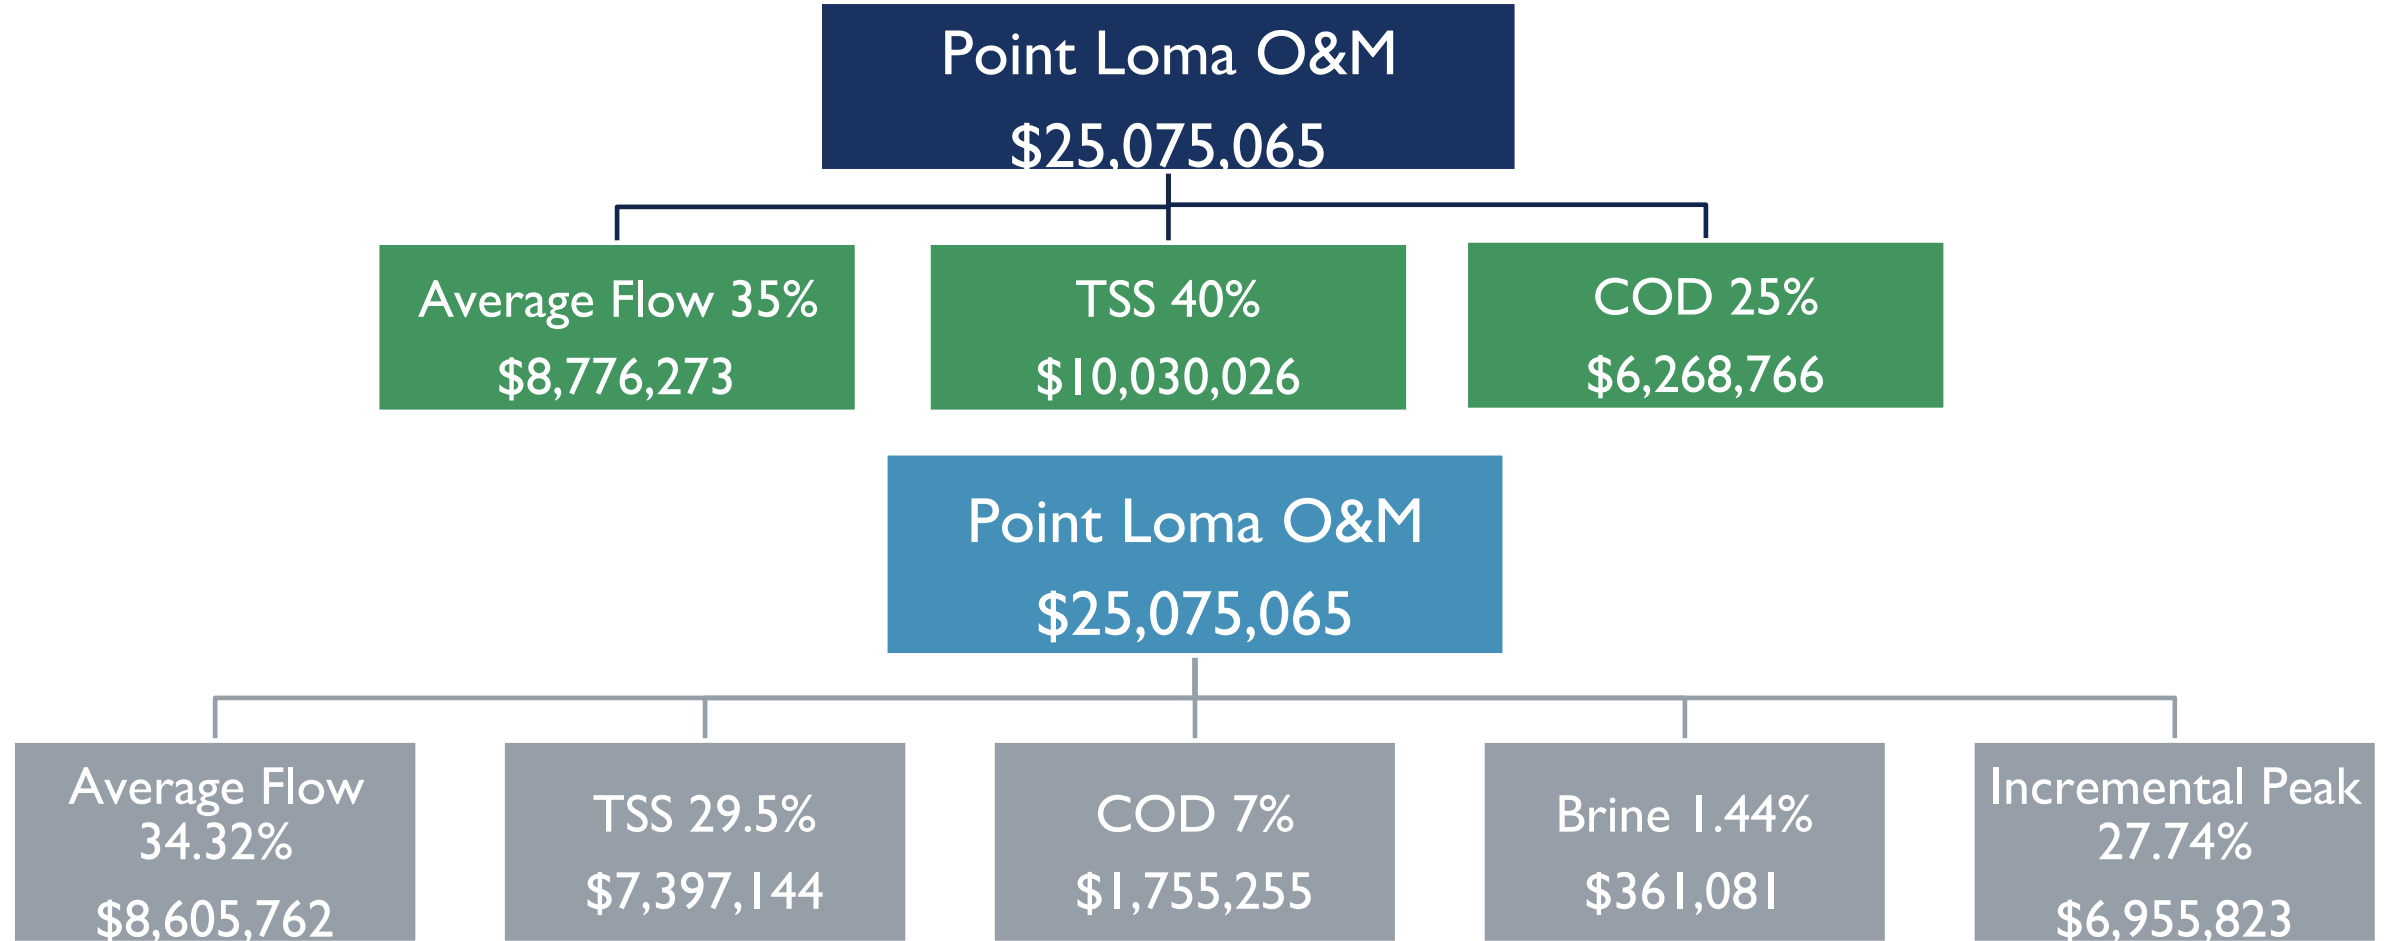 Point Loma O&M
$25,075,065
Average Flow 35%
$8,776,273
TSS 40%
$10,030,026
COD 25%
$6,268,766
Point Loma O&M
$25,075,065
Average Flow
34.32%
$8,605,762
TSS 29.5%
$7,397,144
COD 7%
$1,755,255
Brine 1.44%
$361,081
Incremental Peak
27.74%
$6,955,823